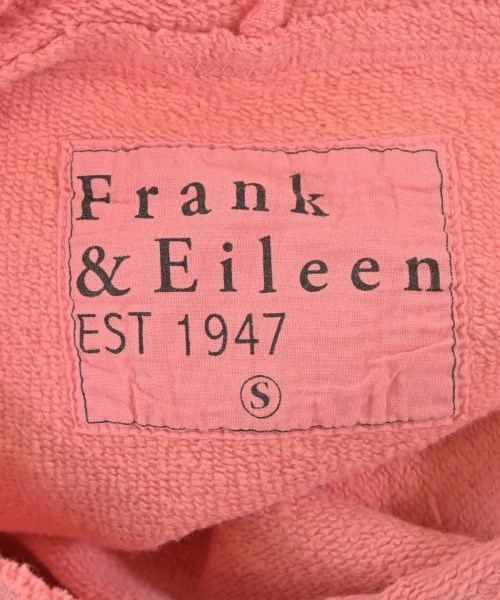 Frank
& Eileen
EST 1947
S